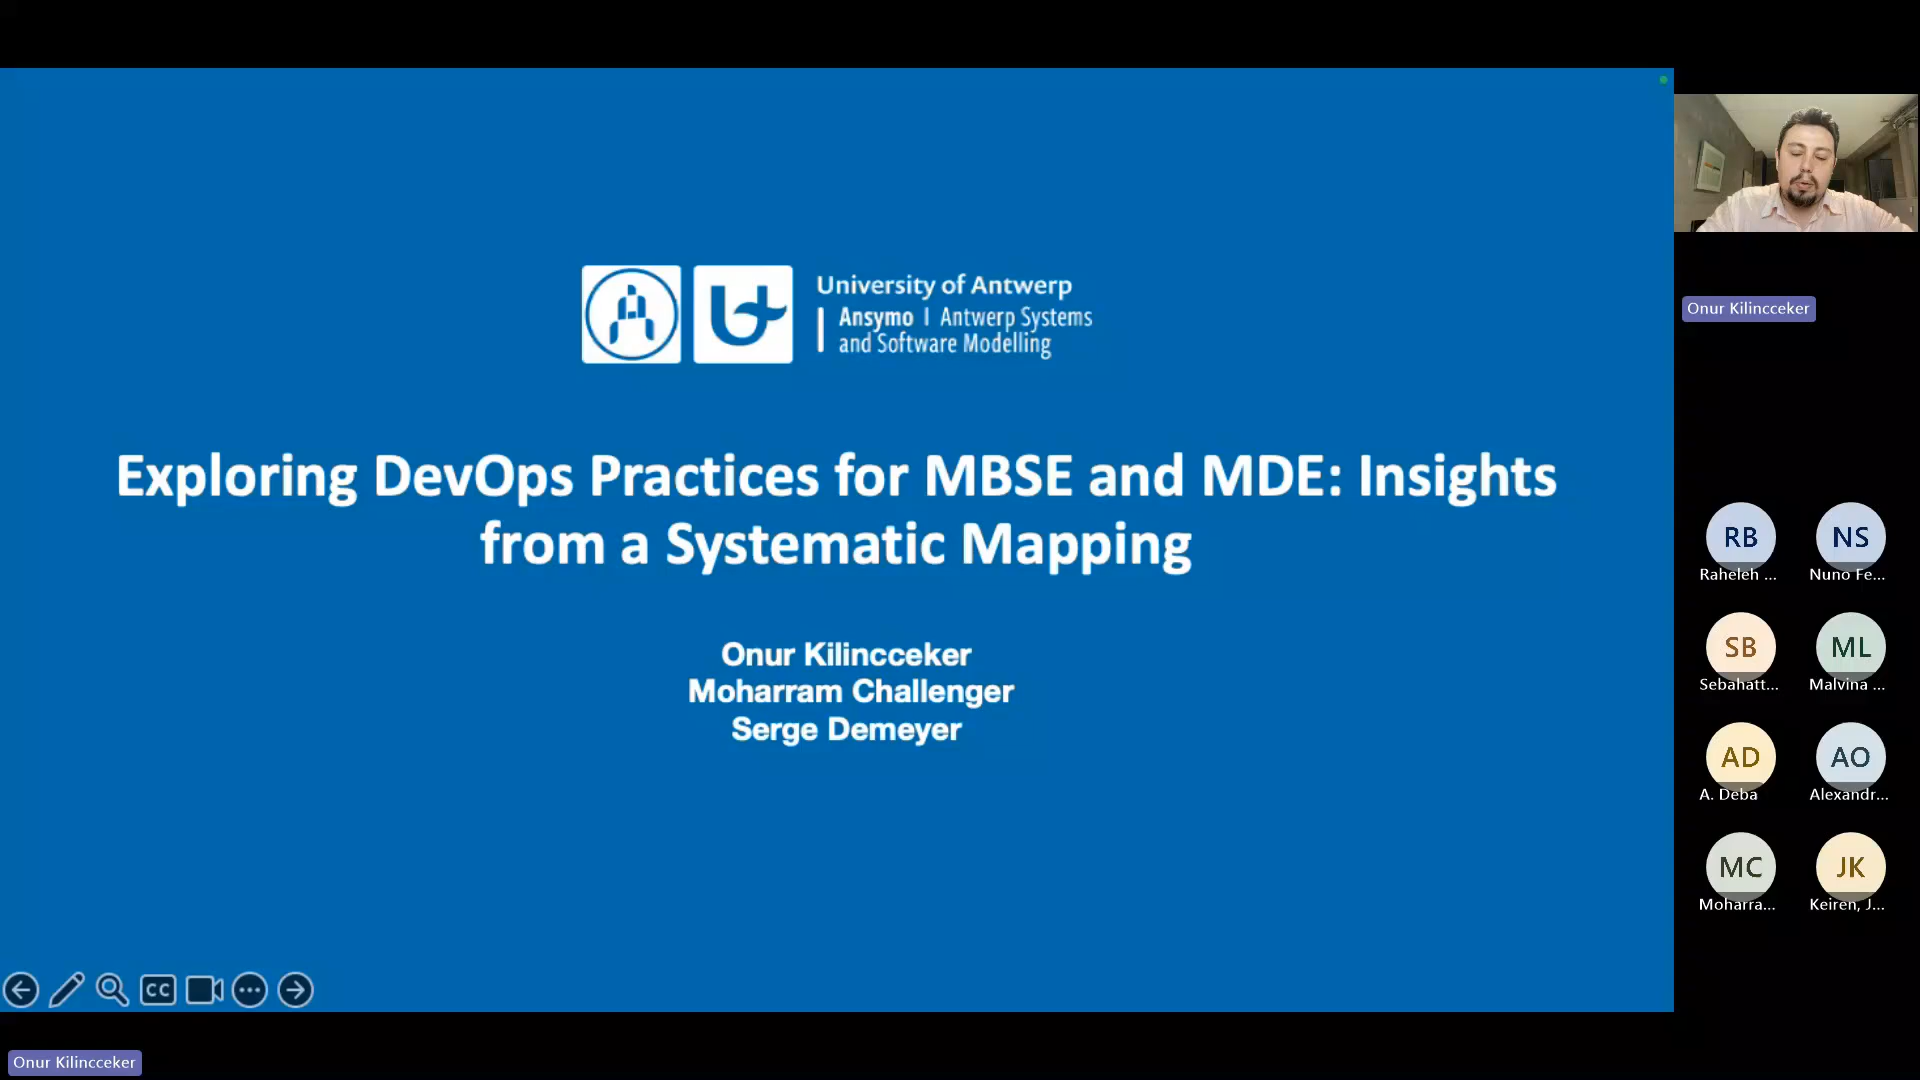 University of Antwerp
Ansymo | Antwerp Systems
and Software Modelling
Exploring DevOps Practices for MBSE and MDE: Insights
from a Systematic Mapping
Onur Kilincceker
Moharram Challenger
Serge Demeyer
Onur Kilincceker
RB
Raheleh ...
NS
Nuno Fe...
SB
Sebahatt...
ML
Malvina ...
AD
A. Deba
AO
Alexandr...
MC
Moharra...
JK
Keiren, J...
CC
Onur Kilincceker